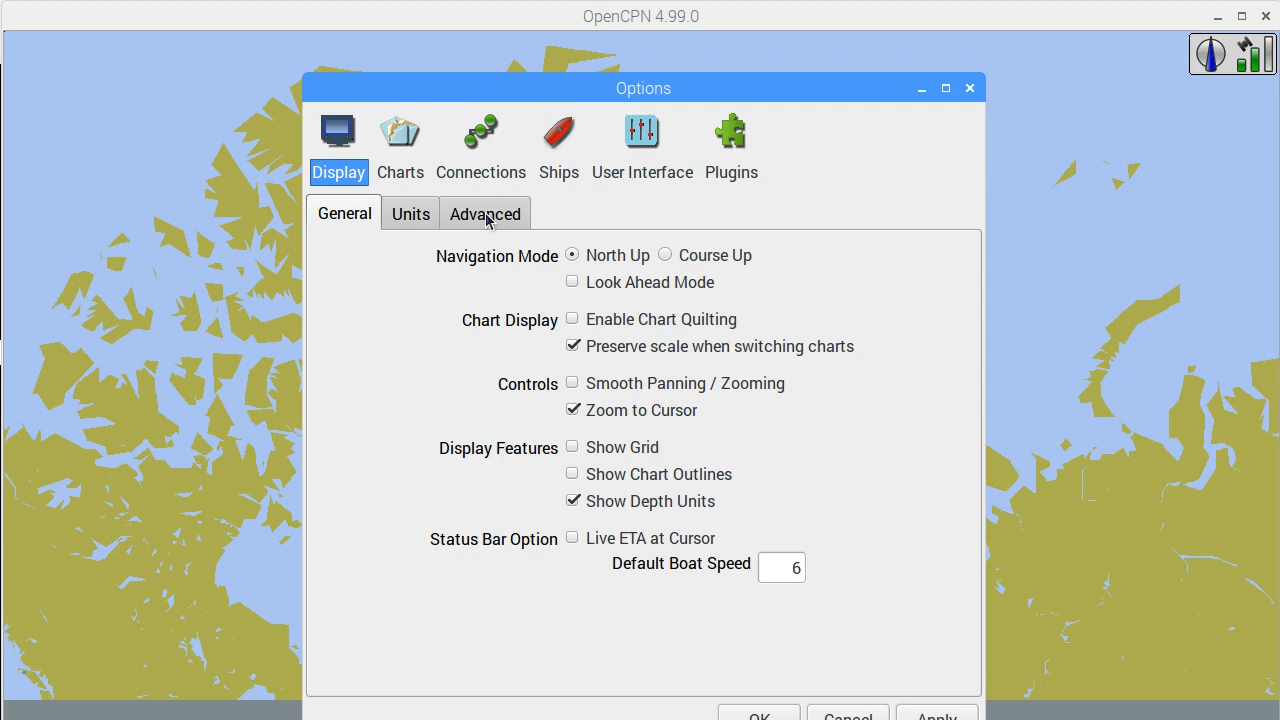 OpenCPN 4.99.0
Options
Display Charts Connections Ships User Interface Plugins
General Units Advanced
Navigation Mode North Up Course Up
Look Ahead Mode
Chart Display Enable Chart Quilting
Preserve scale when switching charts
Controls Smooth Panning / Zooming
Zoom to Cursor
Display Features Show Grid
Show Chart Outlines
Show Depth Units
Status Bar Option Live ETA at Cursor
Default Boat Speed 6
OK Cancel Apply